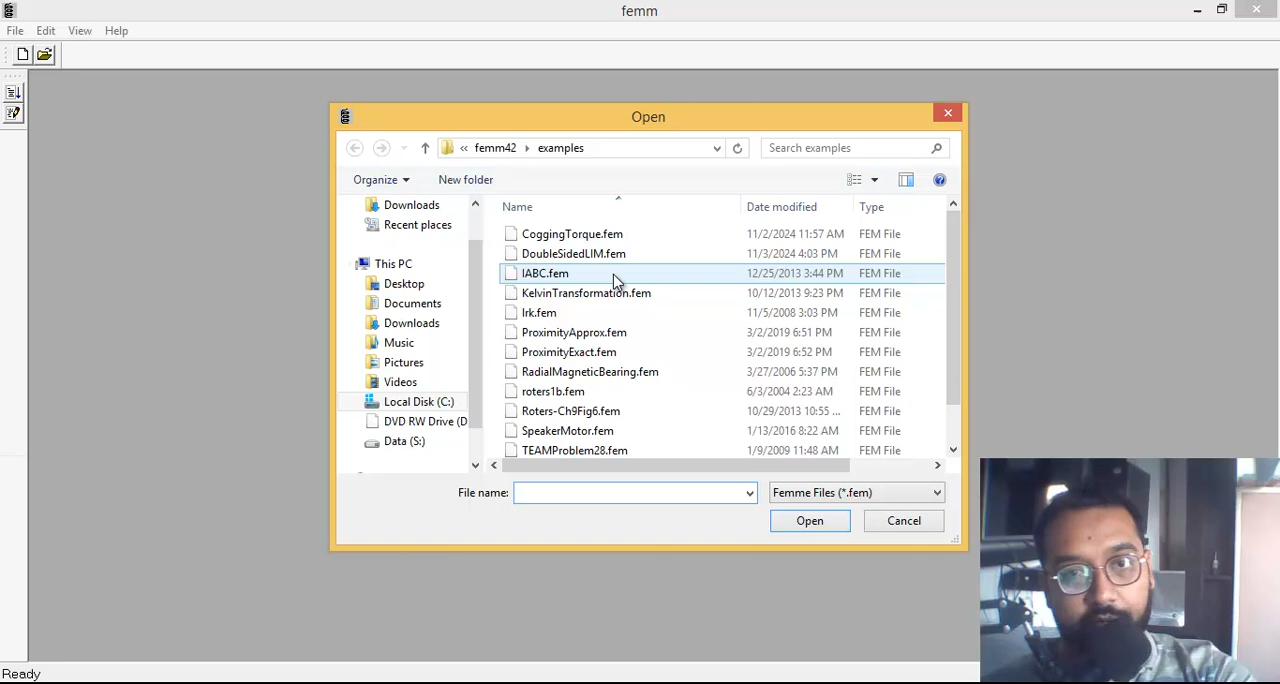 femm
File Edit View Help
Open
« femm42 examples
Search examples
Organize New folder
Name Date modified Type
Downloads
Recent places
This PC
Desktop
Documents
Downloads
Music
Pictures
Videos
Local Disk (C:)
DVD RW Drive (D
Data (S:)
CoggingTorque.fem 11/2/2024 11:57 AM FEM File
DoubleSidedLIM.fem 11/3/2024 4:03 PM FEM File
IABC.fem 12/25/2013 3:44 PM FEM File
KelvinTransformation.fem 10/12/2013 9:23 PM FEM File
lrk.fem 11/5/2008 3:03 PM FEM File
ProximityApprox.fem 3/2/2019 6:51 PM FEM File
ProximityExact.fem 3/2/2019 6:52 PM FEM File
RadialMagneticBearing.fem 3/27/2006 5:37 PM FEM File
roters1b.fem 6/3/2004 2:23 AM FEM File
Roters-Ch9Fig6.fem 10/29/2013 10:55 ... FEM File
SpeakerMotor.fem 1/13/2016 8:22 AM FEM File
TEAMProblem28.fem 1/9/2009 11:48 AM FEM File
File name: Femme Files (*.fem)
Open Cancel
Ready